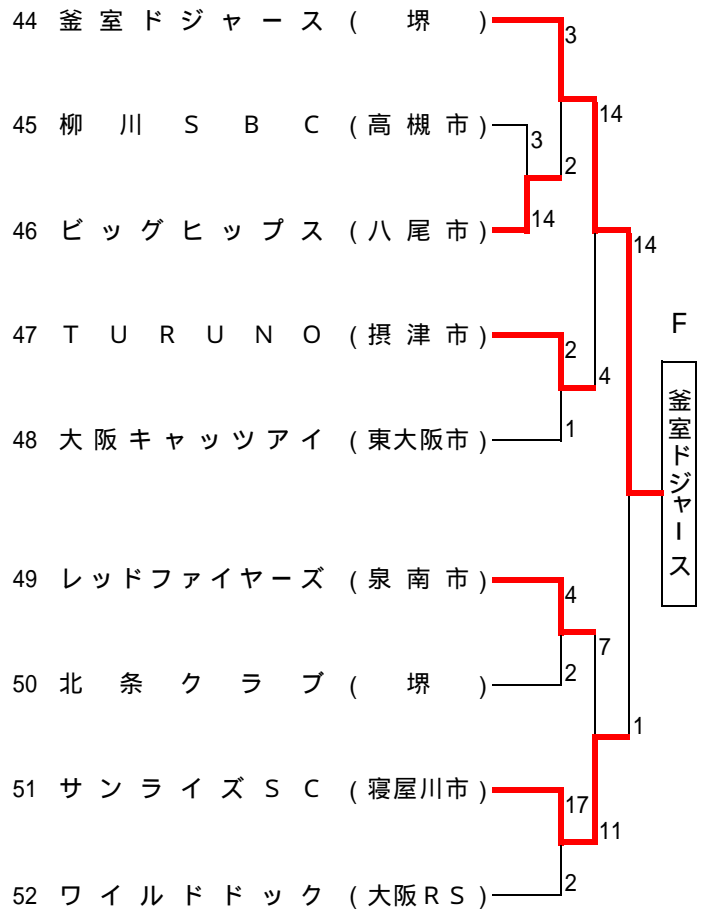 44 釜室ドジャース ( 堺 )
3
14
45 柳川SBC (高槻市)
3
2
46 ビッグヒップス (八尾市)
14
14
F
47 TURUNO (摂津市)
2
4
釜室ドジャース
48 大阪キャッツアイ (東大阪市)
1
49 レッドファイヤーズ (泉南市)
4
7
50 北条クラブ ( 堺 )
2
1
51 サンライズSC (寝屋川市)
17
11
52 ワイルドドック (大阪RS)
2